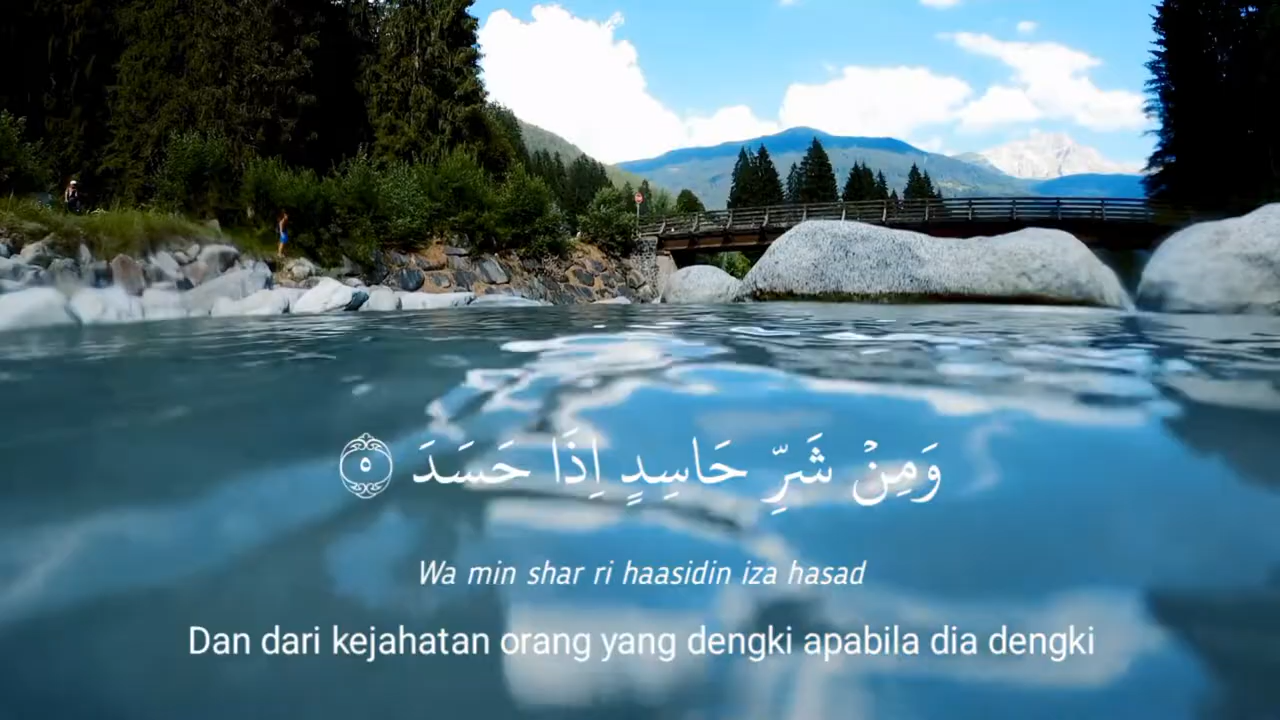 وَمِنْ شَرِّ حَاسِدٍ اِذَا حَسَدَ ۝٥
Wa min shar ri haasidin iza hasad
Dan dari kejahatan orang yang dengki apabila dia dengki